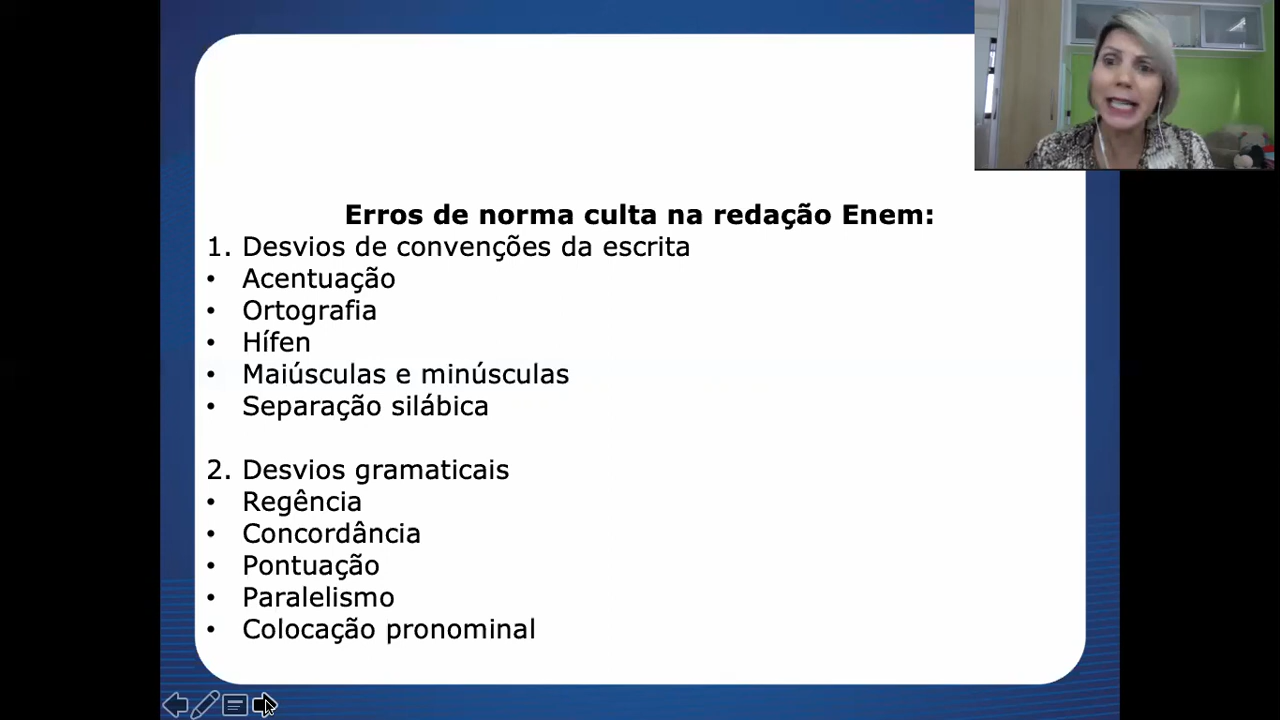 Erros de norma culta na redação Enem:
1. Desvios de convenções da escrita
• Acentuação
• Ortografia
• Hífen
• Maiúsculas e minúsculas
• Separação silábica
2. Desvios gramaticais
• Regência
• Concordância
• Pontuação
• Paralelismo
• Colocação pronominal